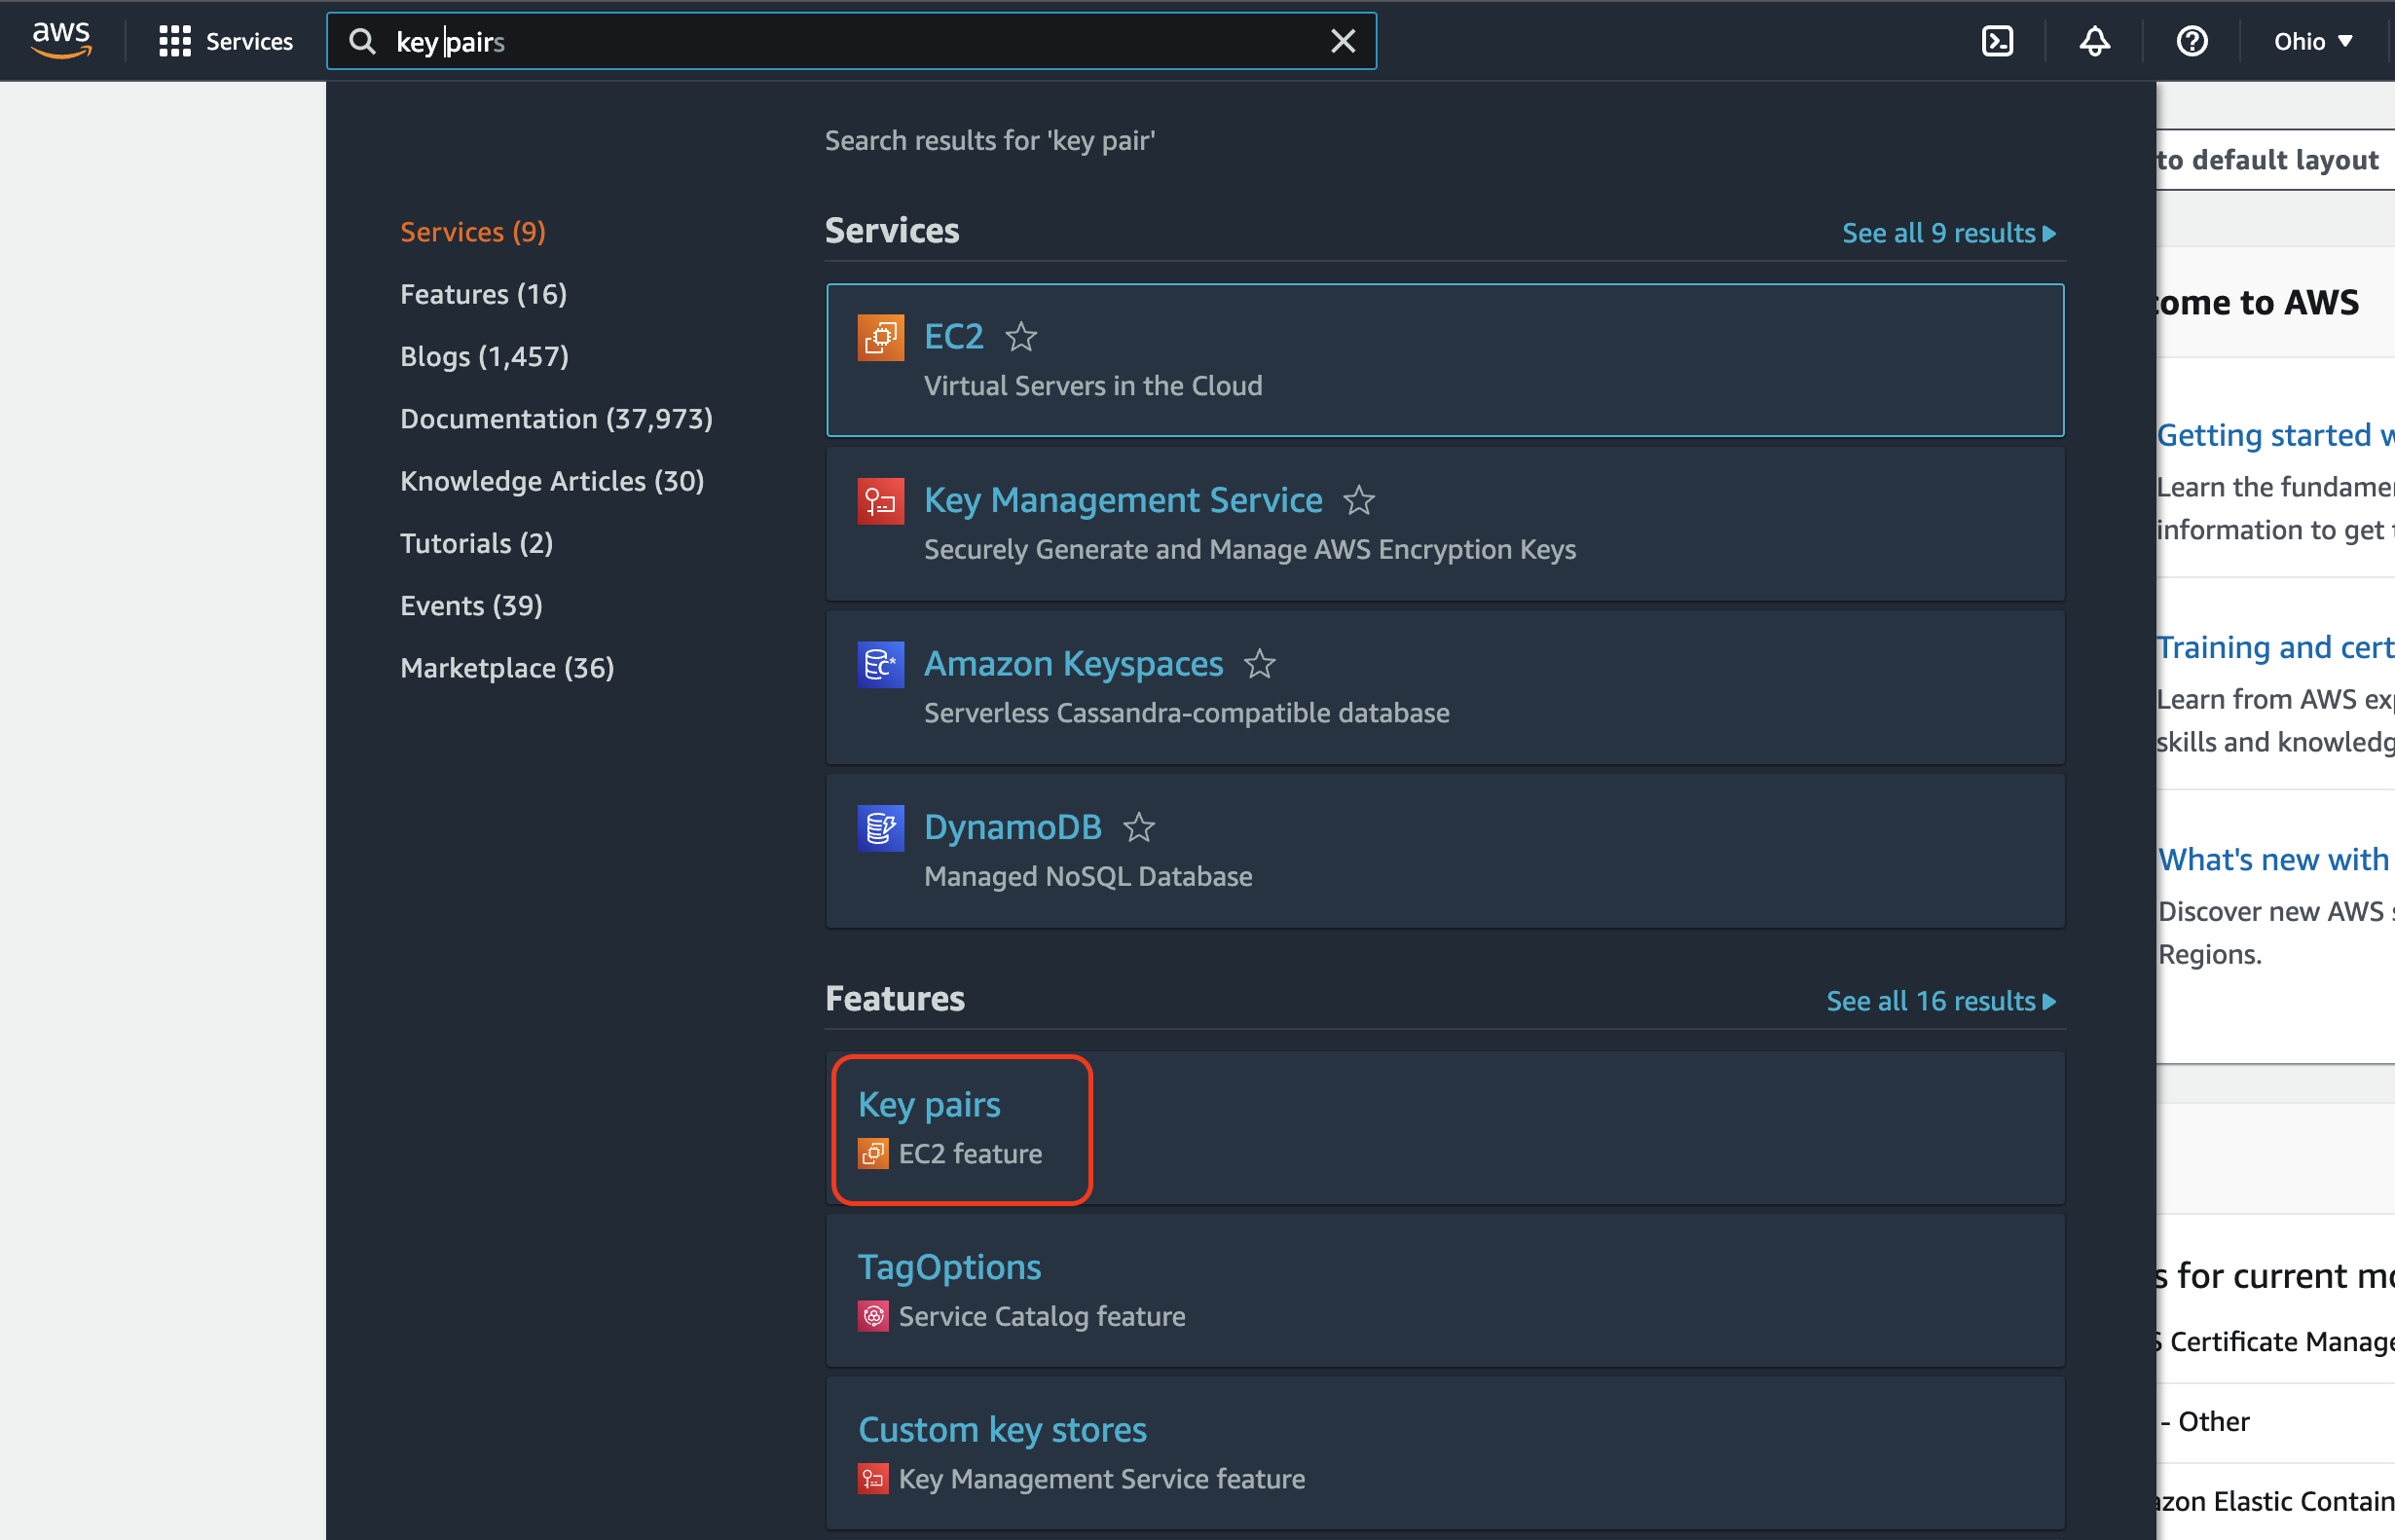 aws
Services
key pairs
Ohio
Search results for 'key pair'
Services (9)
Features (16)
Blogs (1,457)
Documentation (37,973)
Knowledge Articles (30)
Tutorials (2)
Events (39)
Marketplace (36)
Services
See all 9 results
EC2
Virtual Servers in the Cloud
Key Management Service
Securely Generate and Manage AWS Encryption Keys
Amazon Keyspaces
Serverless Cassandra-compatible database
DynamoDB
Managed NoSQL Database
Features
See all 16 results
Key pairs
EC2 feature
TagOptions
Service Catalog feature
Custom key stores
Key Management Service feature
to default layout
come to AWS
Getting started w
Learn the fundamen
information to get
Training and cert
Learn from AWS exp
skills and knowledg
What's new with
Discover new AWS s
Regions.
s for current mo
S Certificate Manage
- Other
azon Elastic Contain